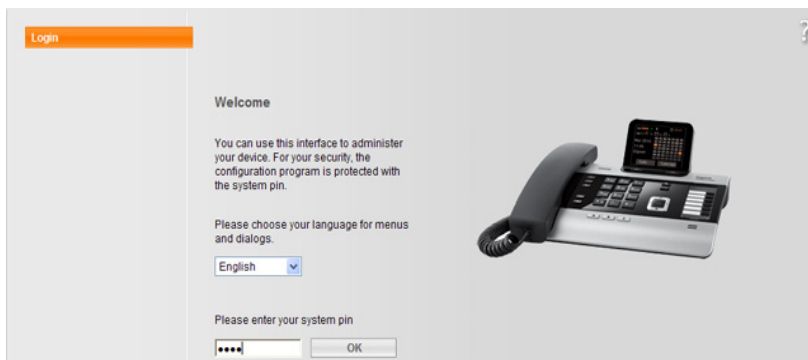 Login
?
Welcome
You can use this interface to administer
your device. For your security, the
configuration program is protected with
the system pin.
Please choose your language for menus
and dialogs.
English
Please enter your system pin
••••
OK